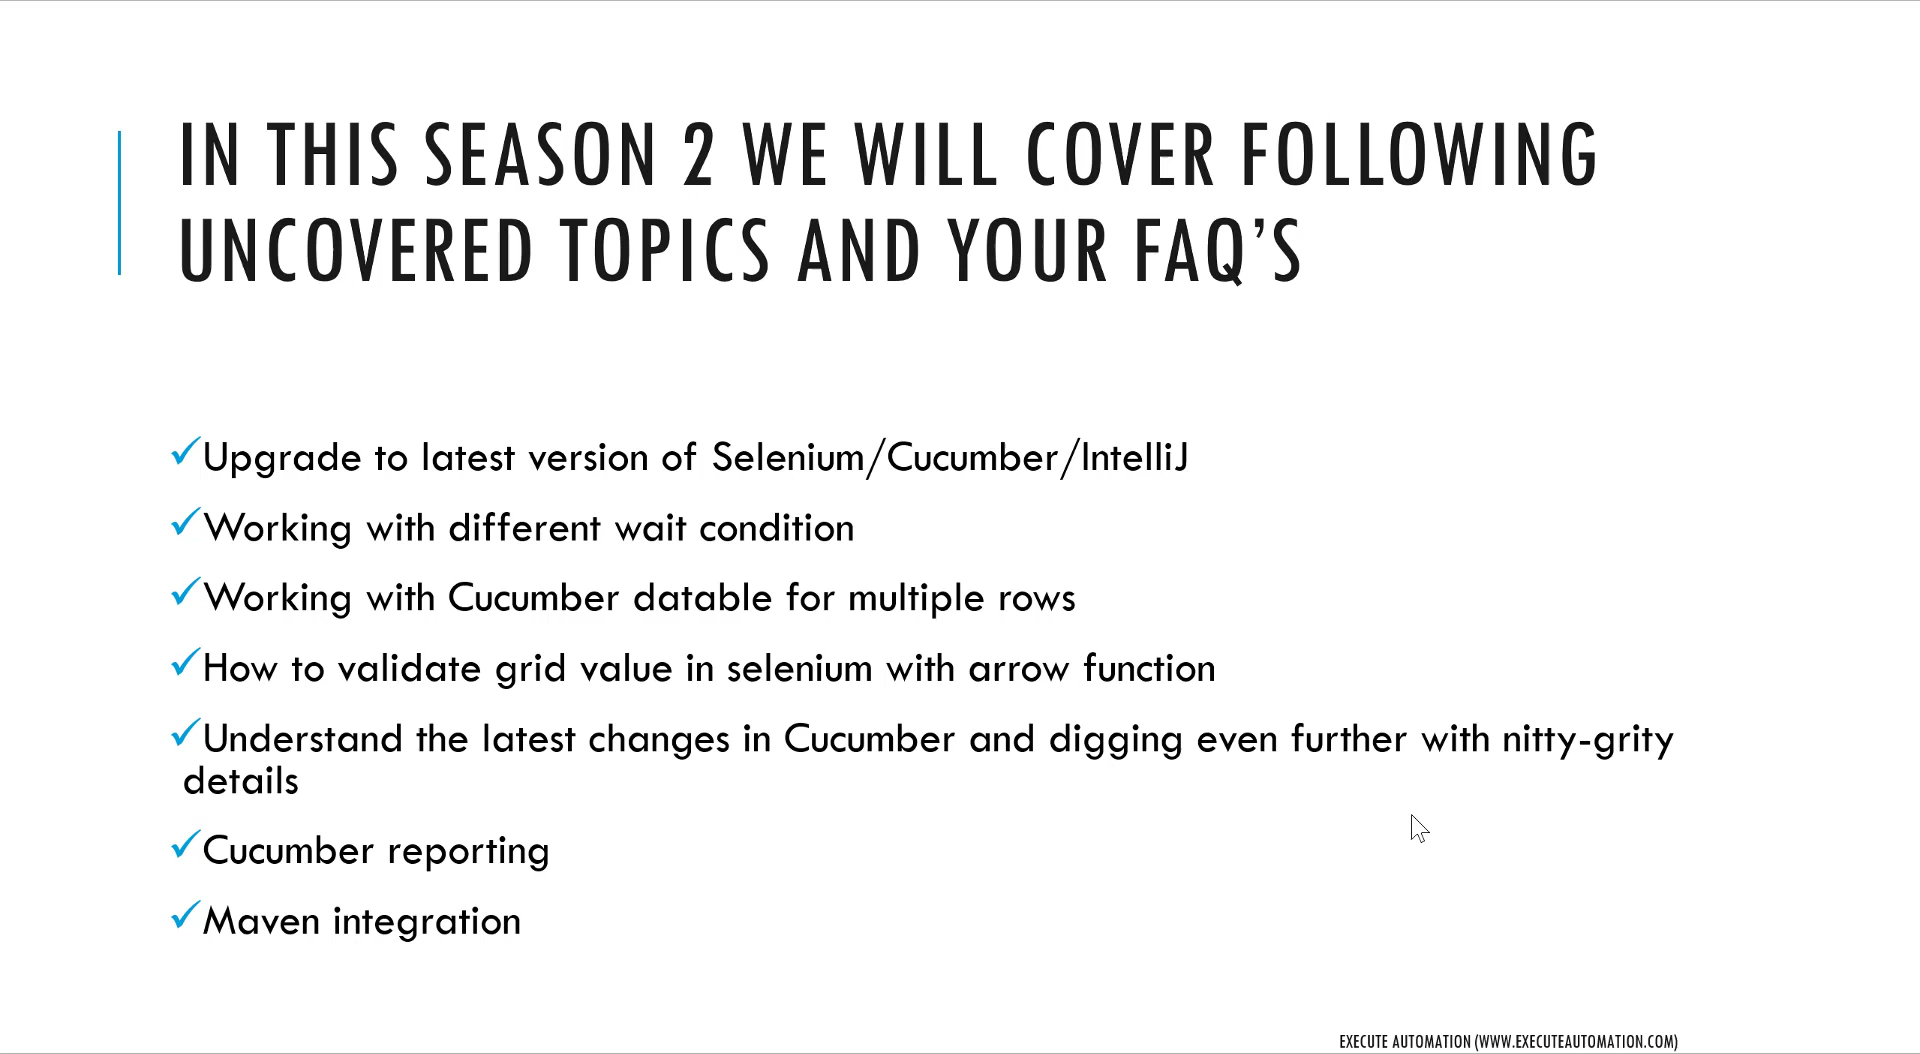 IN THIS SEASON 2 WE WILL COVER FOLLOWING
UNCOVERED TOPICS AND YOUR FAQ’S
✓Upgrade to latest version of Selenium/Cucumber/IntelliJ
✓Working with different wait condition
✓Working with Cucumber datable for multiple rows
✓How to validate grid value in selenium with arrow function
✓Understand the latest changes in Cucumber and digging even further with nitty-grity
details
✓Cucumber reporting
✓Maven integration
EXECUTE AUTOMATION (WWW.EXECUTEAUTOMATION.COM)